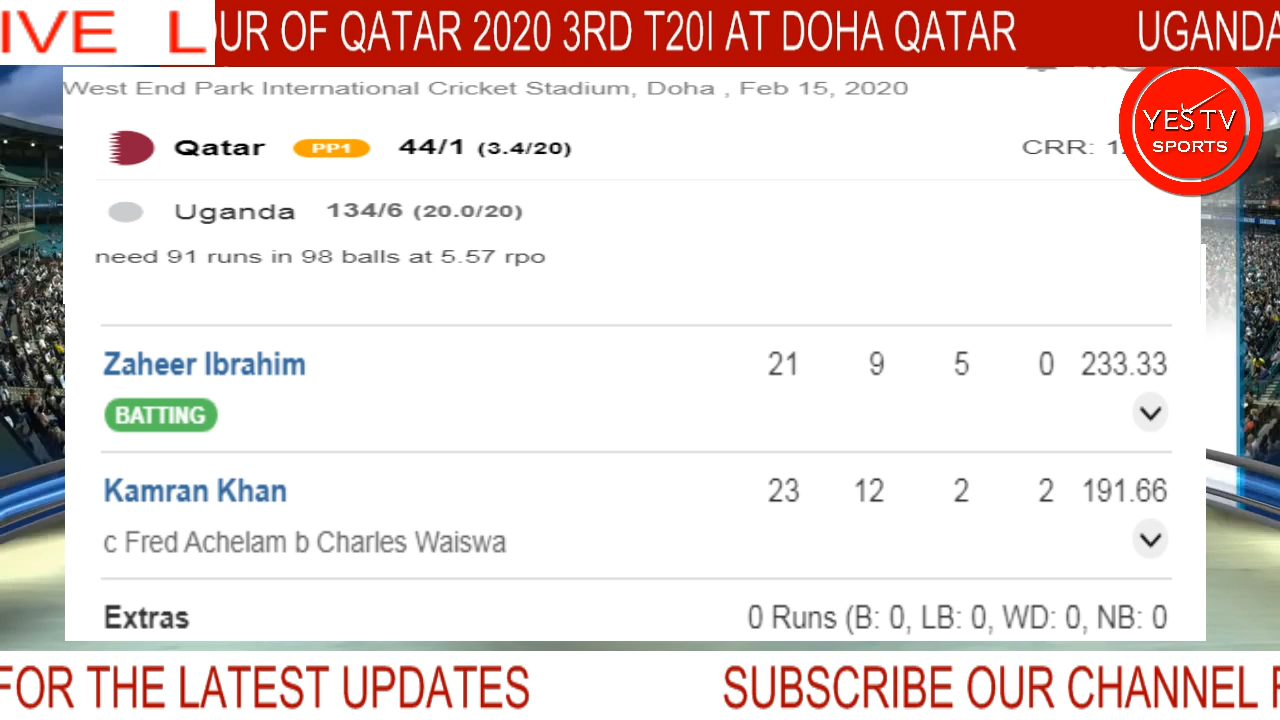 IVE L
UR OF QATAR 2020 3RD T20I AT DOHA QATAR UGANDA
West End Park International Cricket Stadium, Doha , Feb 15, 2020
YES TV
SPORTS
Qatar PP1 44/1 (3.4/20) CRR:
Uganda 134/6 (20.0/20)
need 91 runs in 98 balls at 5.57 rpo
Zaheer Ibrahim 21 9 5 0 233.33
BATTING
Kamran Khan 23 12 2 2 191.66
c Fred Achelam b Charles Waiswa
Extras 0 Runs (B: 0, LB: 0, WD: 0, NB: 0
FOR THE LATEST UPDATES SUBSCRIBE OUR CHANNEL F